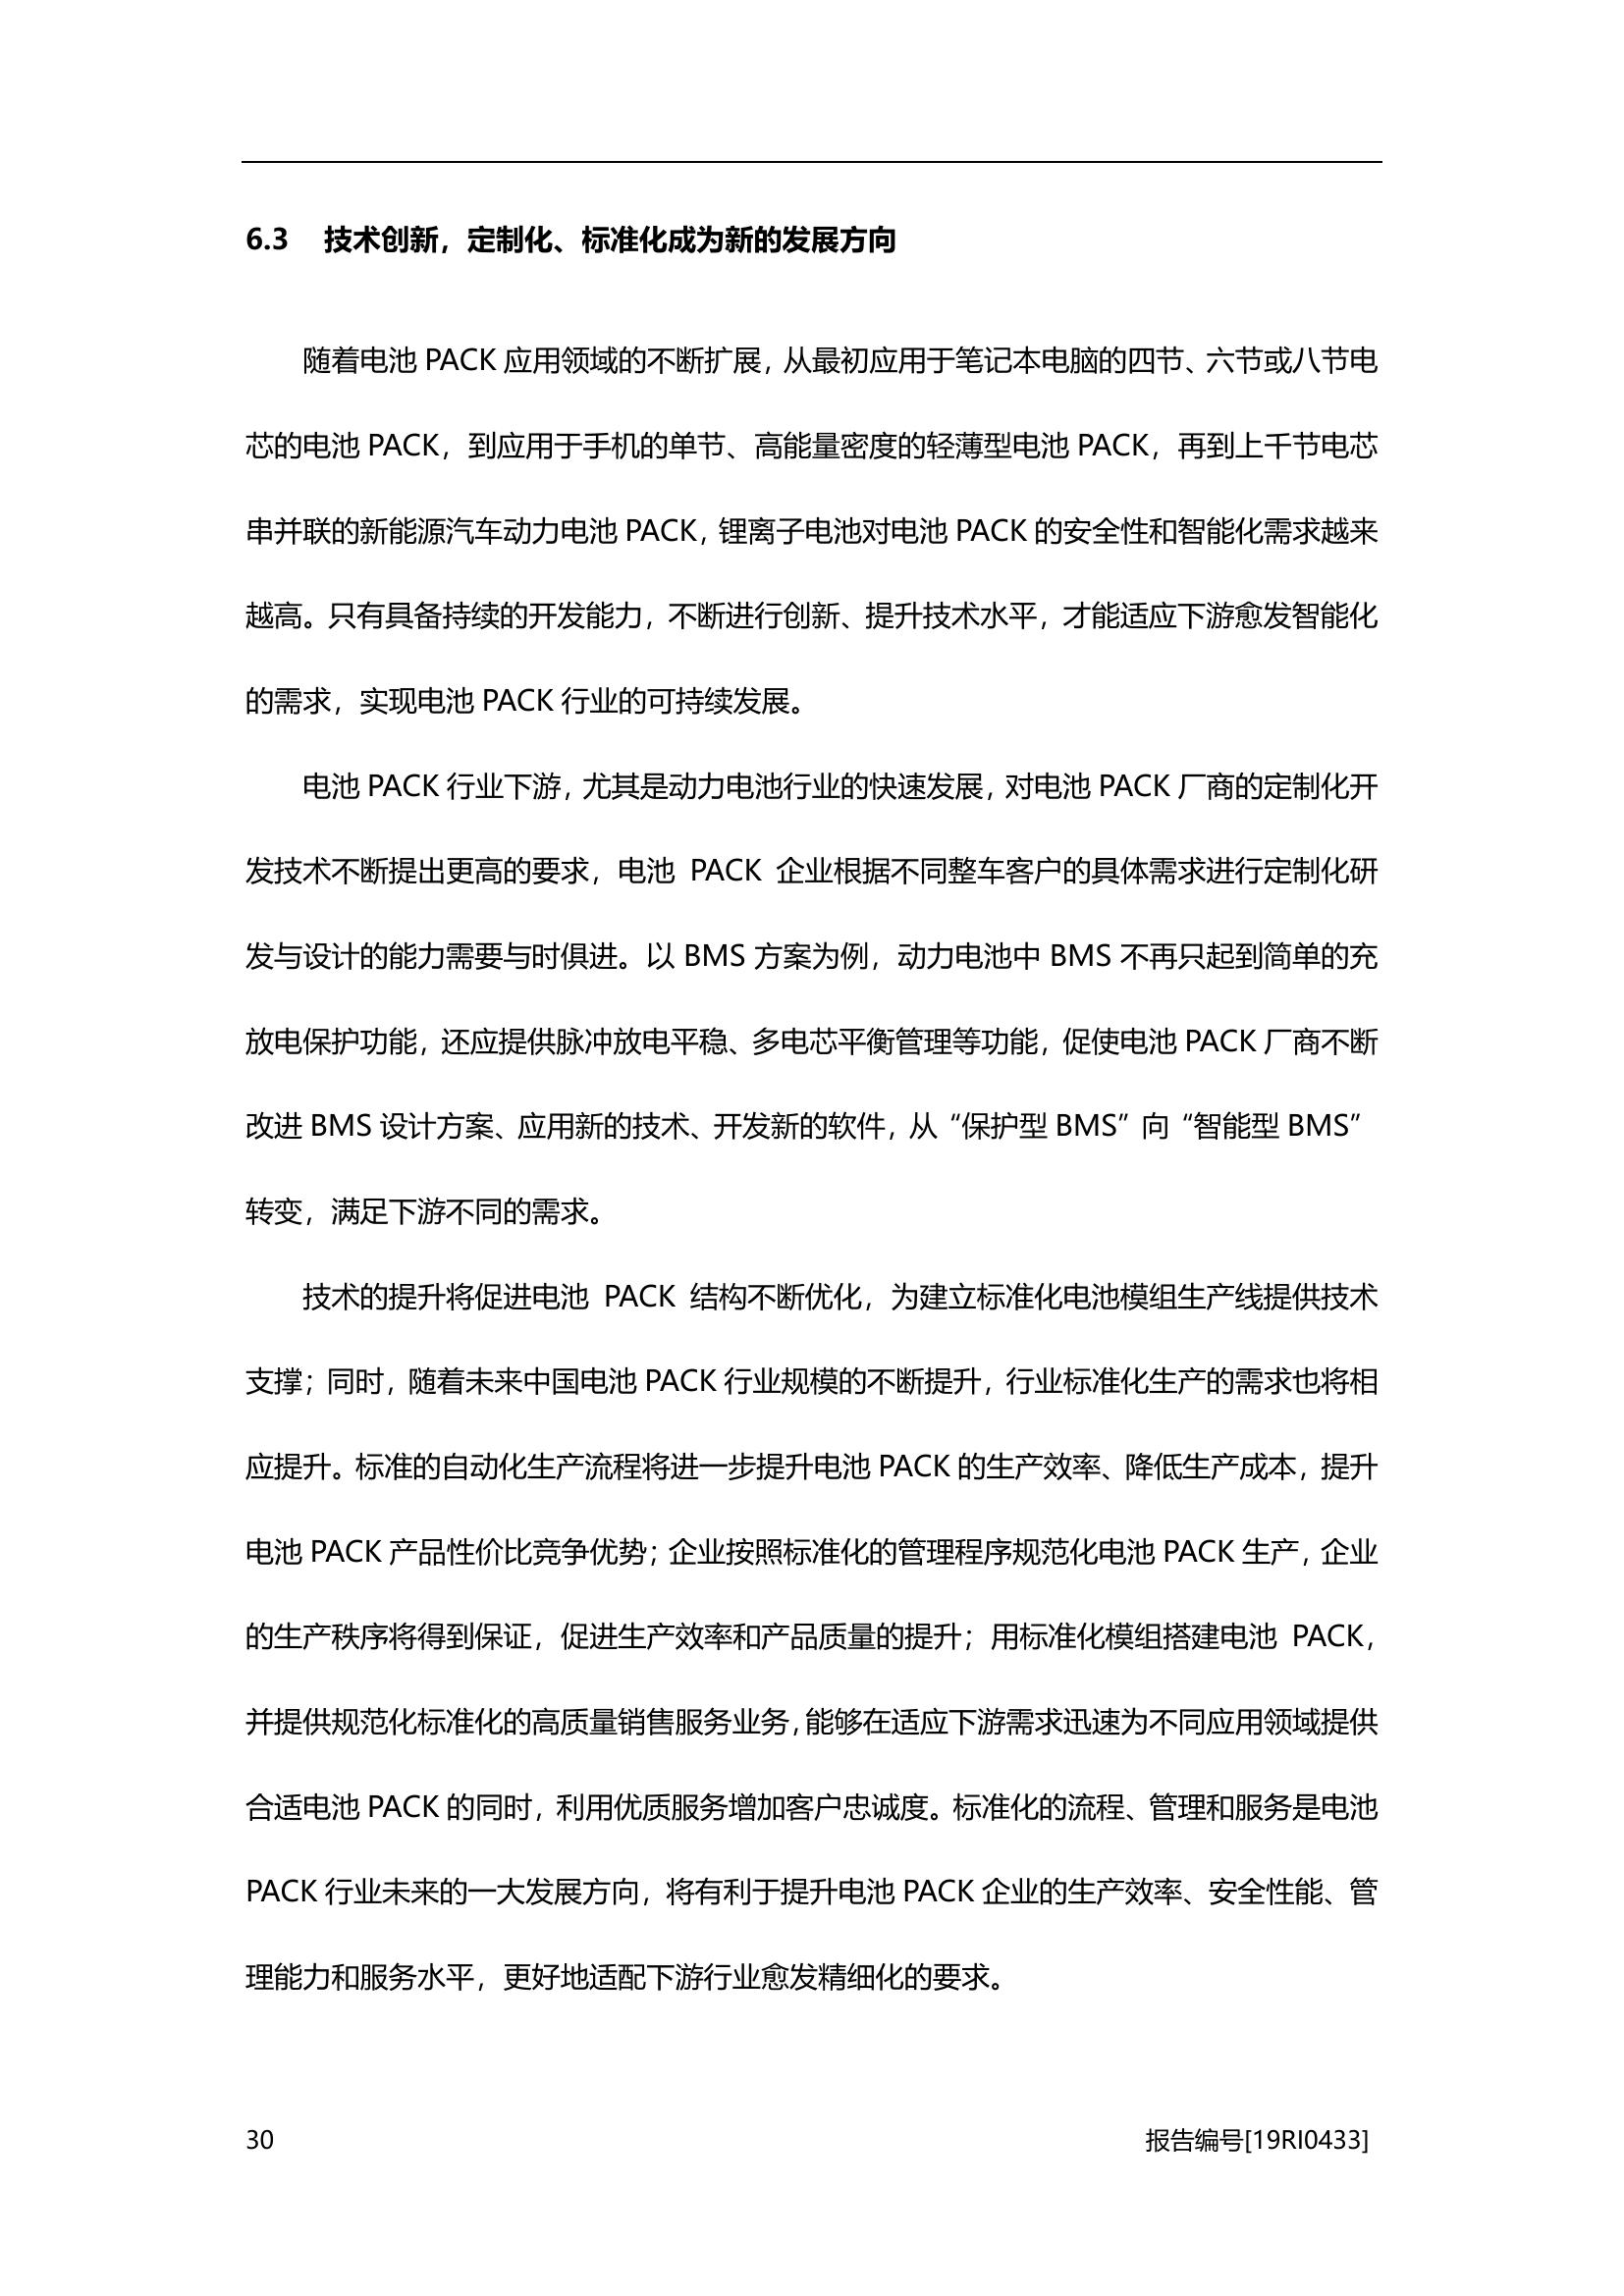 6.3 技术创新，定制化、标准化成为新的发展方向
随着电池 PACK 应用领域的不断扩展，从最初应用于笔记本电脑的四节、六节或八节电
芯的电池 PACK，到应用于手机的单节、高能量密度的轻薄型电池 PACK，再到上千节电芯
串并联的新能源汽车动力电池 PACK，锂离子电池对电池 PACK 的安全性和智能化需求越来
越高。只有具备持续的开发能力，不断进行创新、提升技术水平，才能适应下游愈发智能化
的需求，实现电池 PACK 行业的可持续发展。
电池 PACK 行业下游，尤其是动力电池行业的快速发展，对电池 PACK 厂商的定制化开
发技术不断提出更高的要求，电池 PACK 企业根据不同整车客户的具体需求进行定制化研
发与设计的能力需要与时俱进。以 BMS 方案为例，动力电池中 BMS 不再只起到简单的充
放电保护功能，还应提供脉冲放电平稳、多电芯平衡管理等功能，促使电池 PACK 厂商不断
改进 BMS 设计方案、应用新的技术、开发新的软件，从“保护型 BMS”向“智能型 BMS”
转变，满足下游不同的需求。
技术的提升将促进电池 PACK 结构不断优化，为建立标准化电池模组生产线提供技术
支撑；同时，随着未来中国电池 PACK 行业规模的不断提升，行业标准化生产的需求也将相
应提升。标准的自动化生产流程将进一步提升电池 PACK 的生产效率、降低生产成本，提升
电池 PACK 产品性价比竞争优势；企业按照标准化的管理程序规范化电池 PACK 生产，企业
的生产秩序将得到保证，促进生产效率和产品质量的提升；用标准化模组搭建电池 PACK，
并提供规范化标准化的高质量销售服务业务，能够在适应下游需求迅速为不同应用领域提供
合适电池 PACK 的同时，利用优质服务增加客户忠诚度。标准化的流程、管理和服务是电池
PACK 行业未来的一大发展方向，将有利于提升电池 PACK 企业的生产效率、安全性能、管
理能力和服务水平，更好地适配下游行业愈发精细化的要求。
30 报告编号[19RI0433]